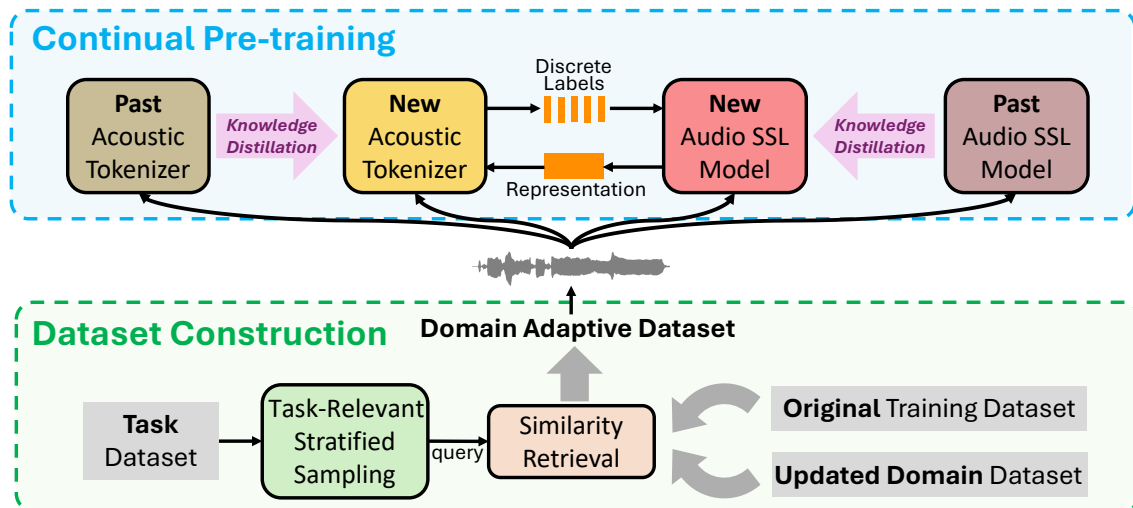 Continual Pre-training
Past
Acoustic
Tokenizer
Knowledge
Distillation
New
Acoustic
Tokenizer
Discrete
Labels
Representation
New
Audio SSL
Model
Knowledge
Distillation
Past
Audio SSL
Model
Dataset Construction
Domain Adaptive Dataset
Task
Dataset
Task-Relevant
Stratified
Sampling
query
Similarity
Retrieval
Original Training Dataset
Updated Domain Dataset